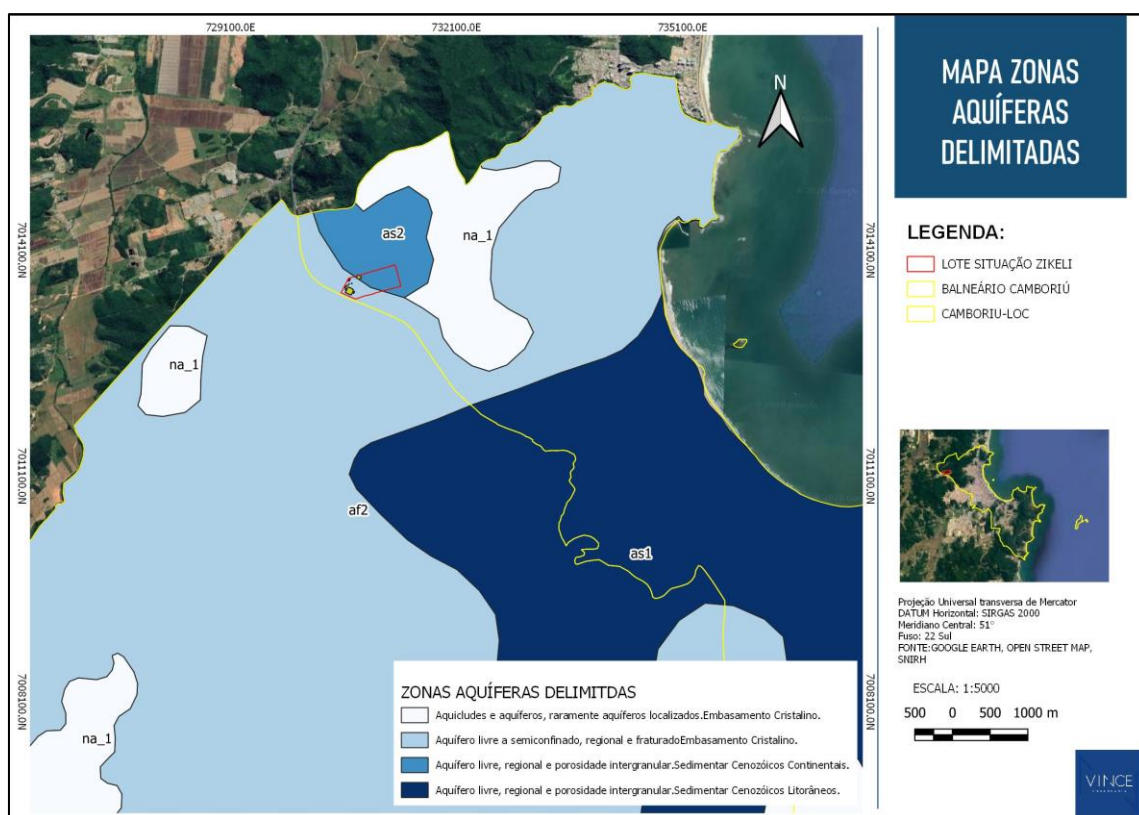 729100.0E 732100.0E 735100.0E
MAPA ZONAS
AQUÍFERAS
DELIMITADAS
N
LEGENDA:
LOTE SITUAÇÃO ZIKELI
BALNEÁRIO CAMBORIÚ
CAMBORIU-LOC
7014100.0N
7014100.0N
as2
na_1
na_1
7011100.0N
7011100.0N
af2
as1
7008100.0N
7008100.0N
na_1
ZONAS AQUÍFERAS DELIMITDAS
Aquicludes e aquíferos, raramente aquíferos localizados.Embasamento Cristalino.
Aquífero livre a semiconfinado, regional e fraturadoEmbasamento Cristalino.
Aquífero livre, regional e porosidade intergranular.Sedimentar Cenozóicos Continentais.
Aquífero livre, regional e porosidade intergranular.Sedimentar Cenozóicos Litorâneos.
Projeção Universal transversa de Mercator
DATUM Horizontal: SIRGAS 2000
Meridiano Central: 51°
Fuso: 22 Sul
FONTE:GOOGLE EARTH, OPEN STREET MAP,
SNIRH
ESCALA: 1:5000
500 0 500 1000 m
VINCE